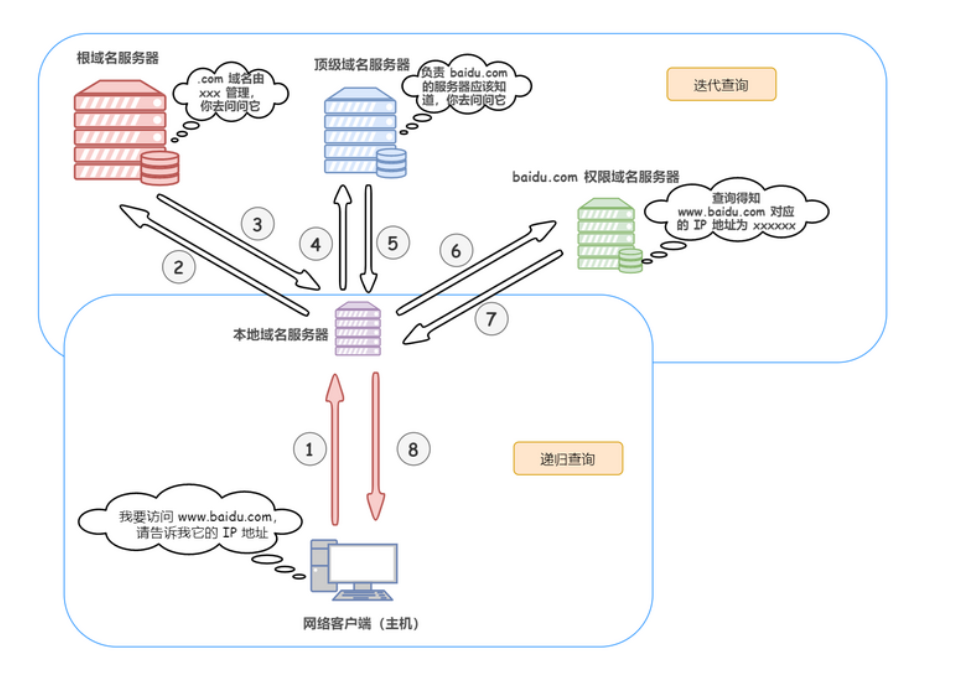 根域名服务器
.com 域名由
xxx 管理,
你去问问它
顶级域名服务器
负责 baidu.com
的服务器应该知
道，你去问问它
迭代查询
baidu.com 权限域名服务器
查询得知
www.baidu.com 对应
的 IP 地址为 xxxxxx
2
3
4
5
6
7
本地域名服务器
1
8
递归查询
我要访问 www.baidu.com,
请告诉我它的 IP 地址
网络客户端（主机）